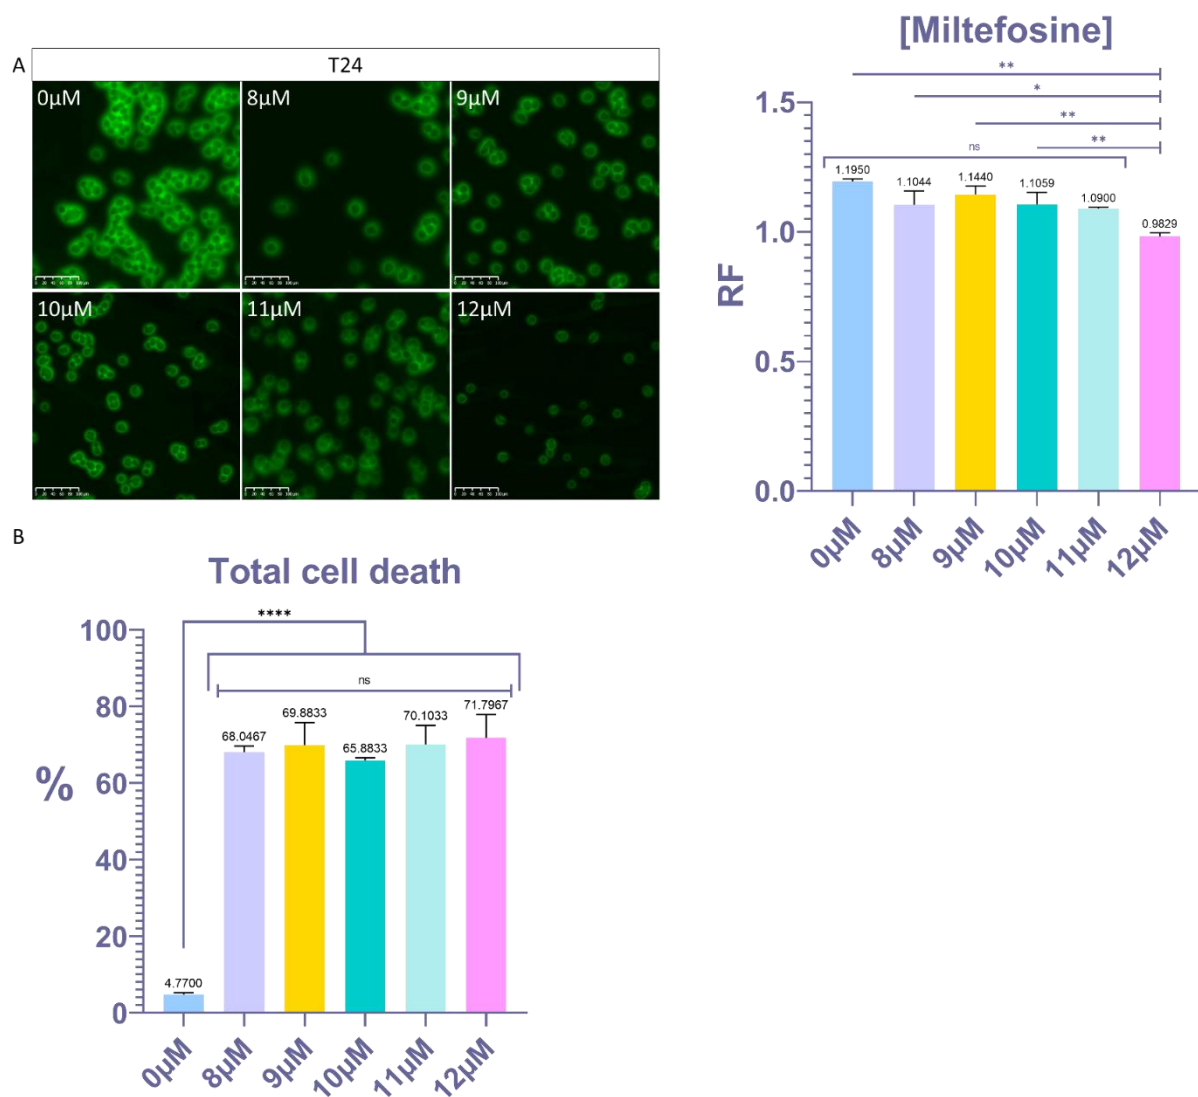 A
T24
0µM
8µM
9µM
10µM
11µM
12µM
[Miltefosine]
**
*
**
**
ns
1.5
1.0
0.5
0.0
RF
1.1950
1.1044
1.1440
1.1059
1.0900
0.9829
0µM
8µM
9µM
10µM
11µM
12µM
B
Total cell death
****
ns
100
80
60
40
20
0
%
4.7700
68.0467
69.8833
65.8833
70.1033
71.7967
0µM
8µM
9µM
10µM
11µM
12µM